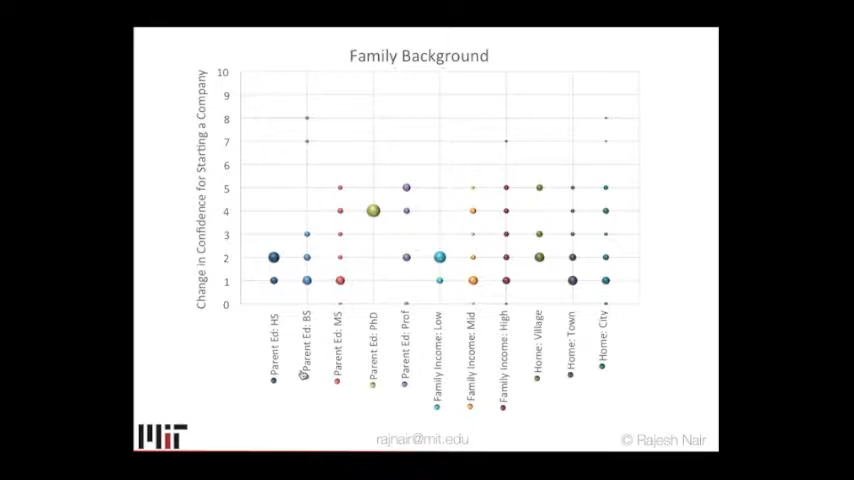 Family Background
Change in Confidence for Starting a Company
10
9
8
7
6
5
4
3
2
1
0
Parent Ed: HS
Parent Ed: BS
Parent Ed: MS
Parent Ed: PhD
Parent Ed: Prof
Family Income: Low
Family Income: Mid
Family Income: High
Home: Village
Home: Town
Home: City
MIT
rajnair@mit.edu
© Rajesh Nair